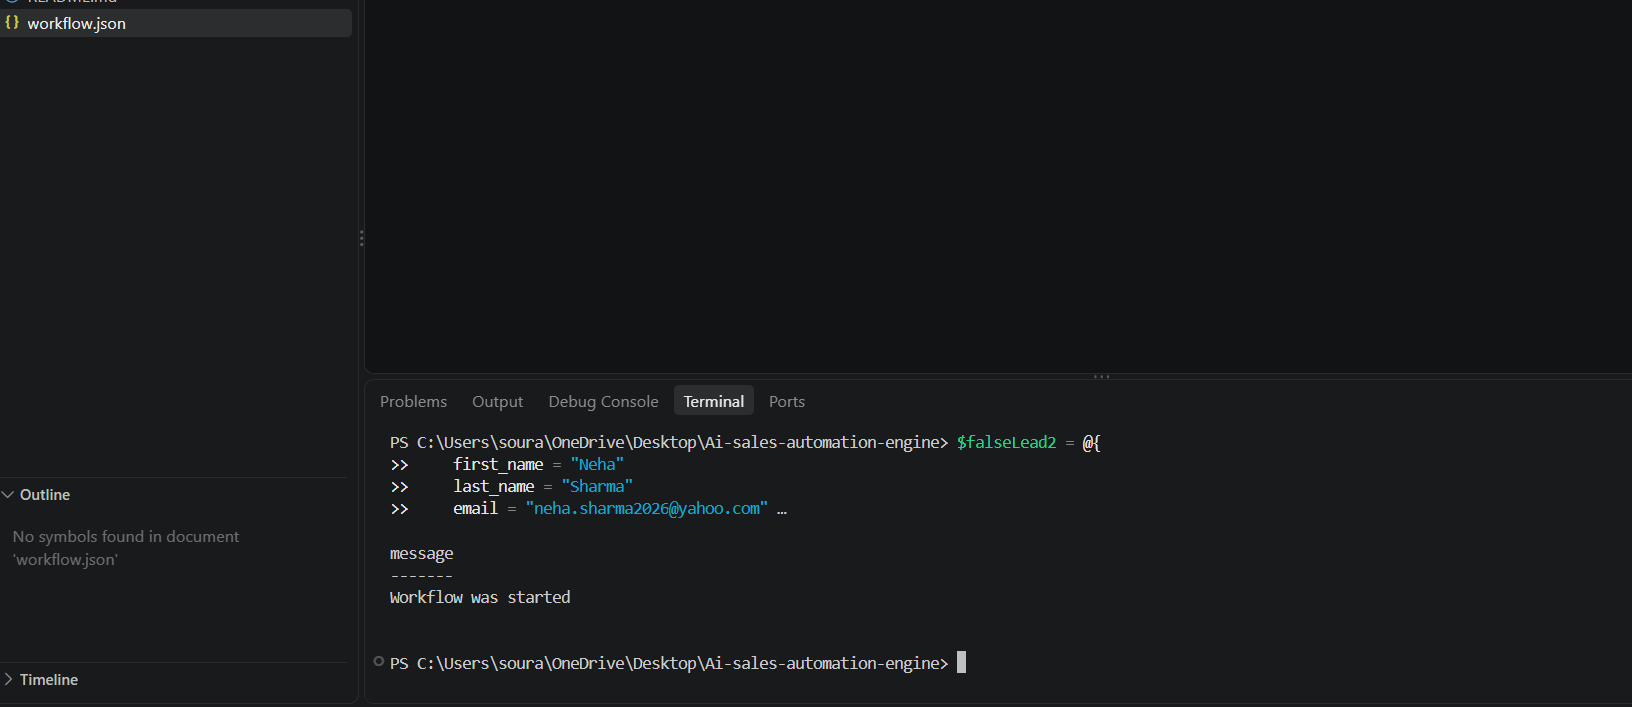 README.md
{} workflow.json
Outline
No symbols found in document
'workflow.json'
Timeline
Problems Output Debug Console Terminal Ports
PS C:\Users\soura\OneDrive\Desktop\Ai-sales-automation-engine> $falseLead2 = @{
>> first_name = "Neha"
>> last_name = "Sharma"
>> email = "neha.sharma2026@yahoo.com" …
message
-------
Workflow was started
PS C:\Users\soura\OneDrive\Desktop\Ai-sales-automation-engine>